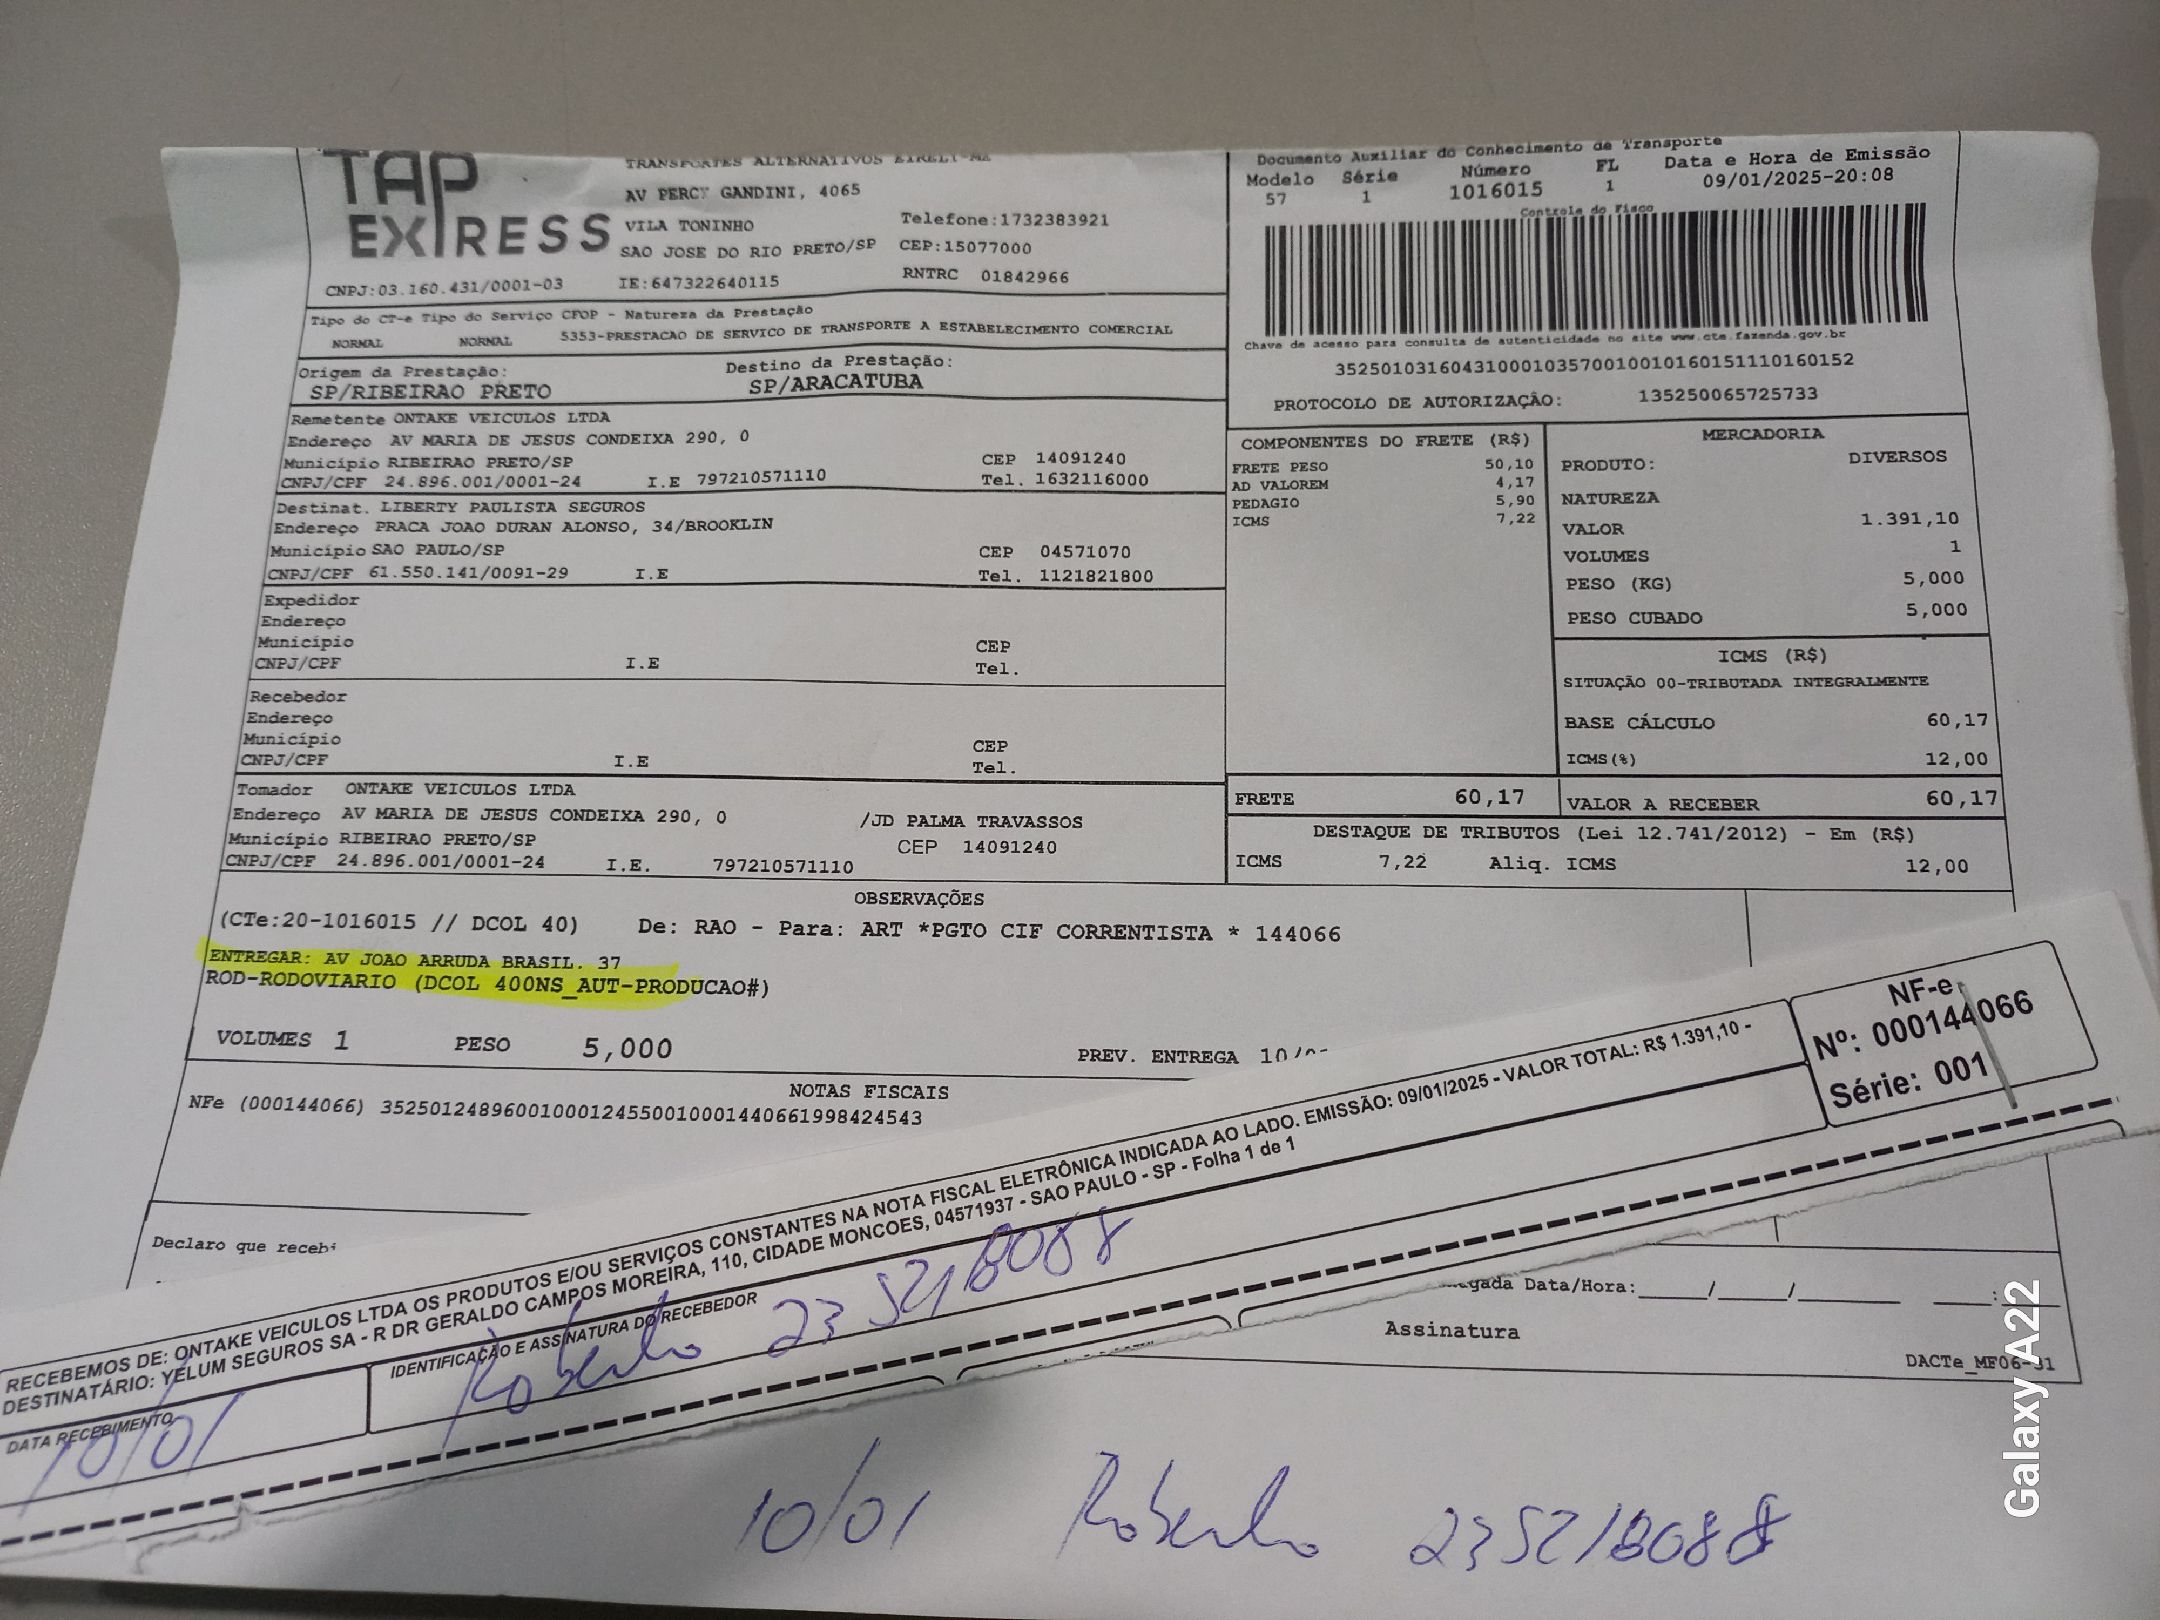 TAP
EXPRESS
TRANSPORTES ALTERNATIVOS EIRELY-MA
AV PERCY GANDINI, 4065
VILA TONINHO
Telefone:1732383921
SAO JOSE DO RIO PRETO/SP
CEP:15077000
CNPJ:03.160.431/0001-03
IE:647322640115
RNTRC 01842966
Documento Auxiliar do Conhecimento de Transporte
Modelo Série Número FL Data e Hora de Emissão
57 1 1016015 1 09/01/2025-20:08
Controle do Fisco
Chave de acesso para consulta de autenticidade no site www.cte.fazenda.gov.br
35250103160431000103570010010160151110160152
PROTOCOLO DE AUTORIZAÇÃO: 135250065725733
Tipo do CT-e Tipo do Serviço CFOP - Natureza da Prestação
NORMAL NORMAL 5353-PRESTACAO DE SERVICO DE TRANSPORTE A ESTABELECIMENTO COMERCIAL
Origem da Prestação:
SP/RIBEIRAO PRETO
Destino da Prestação:
SP/ARACATUBA
Remetente ONTAKE VEICULOS LTDA
Endereço AV MARIA DE JESUS CONDEIXA 290, 0
Município RIBEIRAO PRETO/SP CEP 14091240
CNPJ/CPF 24.896.001/0001-24 I.E 797210571110 Tel. 1632116000
Destinat. LIBERTY PAULISTA SEGUROS
Endereço PRACA JOAO DURAN ALONSO, 34/BROOKLIN
Município SAO PAULO/SP CEP 04571070
CNPJ/CPF 61.550.141/0091-29 I.E Tel. 1121821800
Expedidor
Endereço
Município CEP
CNPJ/CPF I.E Tel.
Recebedor
Endereço
Município CEP
CNPJ/CPF I.E Tel.
Tomador ONTAKE VEICULOS LTDA
Endereço AV MARIA DE JESUS CONDEIXA 290, 0 /JD PALMA TRAVASSOS
Município RIBEIRAO PRETO/SP CEP 14091240
CNPJ/CPF 24.896.001/0001-24 I.E. 797210571110
COMPONENTES DO FRETE (R$)
FRETE PESO 50,10
AD VALOREM 4,17
PEDAGIO 5,90
ICMS 7,22
MERCADORIA
PRODUTO: DIVERSOS
NATUREZA
VALOR 1.391,10
VOLUMES 1
PESO (KG) 5,000
PESO CUBADO 5,000
ICMS (R$)
SITUAÇÃO 00-TRIBUTADA INTEGRALMENTE
BASE CÁLCULO 60,17
ICMS(%) 12,00
FRETE 60,17 VALOR A RECEBER 60,17
DESTAQUE DE TRIBUTOS (Lei 12.741/2012) - Em (R$)
ICMS 7,22 Aliq. ICMS 12,00
OBSERVAÇÕES
(CTe:20-1016015 // DCOL 40) De: RAO - Para: ART *PGTO CIF CORRENTISTA * 144066
ENTREGAR: AV JOAO ARRUDA BRASIL. 37
ROD-RODOVIARIO (DCOL 400NS_AUT-PRODUCAO#)
VOLUMES 1 PESO 5,000 PREV. ENTREGA 10/0
NOTAS FISCAIS
NFe (000144066) 35250124896001000124550010001440661998424543
Declaro que recebi
RECEBEMOS DE: ONTAKE VEICULOS LTDA OS PRODUTOS E/OU SERVIÇOS CONSTANTES NA NOTA FISCAL ELETRÔNICA INDICADA AO LADO. EMISSÃO: 09/01/2025 - VALOR TOTAL: R$ 1.391,10 -
DESTINATÁRIO: YELUM SEGUROS SA - R DR GERALDO CAMPOS MOREIRA, 110, CIDADE MONCOES, 04571937 - SAO PAULO - SP - Folha 1 de 1
NF-e
Nº: 000144066
Série: 001
DATA RECEBIMENTO
10/01
IDENTIFICAÇÃO E ASSINATURA DO RECEBEDOR
Roberto 235218088
gada Data/Hora:____/____/______ ____:____
Assinatura
DACTe_MF06-31
10/01 Roberto 235218088
Galaxy A22